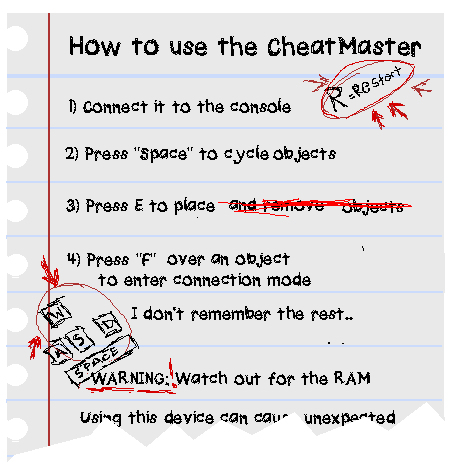 How to use the CheatMaster
R =REstart
1) Connect it to the console
2) Press "Space" to cycle objects
3) Press E to place and remove objects
4) Press "F" over an object
to enter connection mode
W
A S D
SPACE
I don't remember the rest..
WARNING: ! Watch out for the RAM
Using this device can unexpected